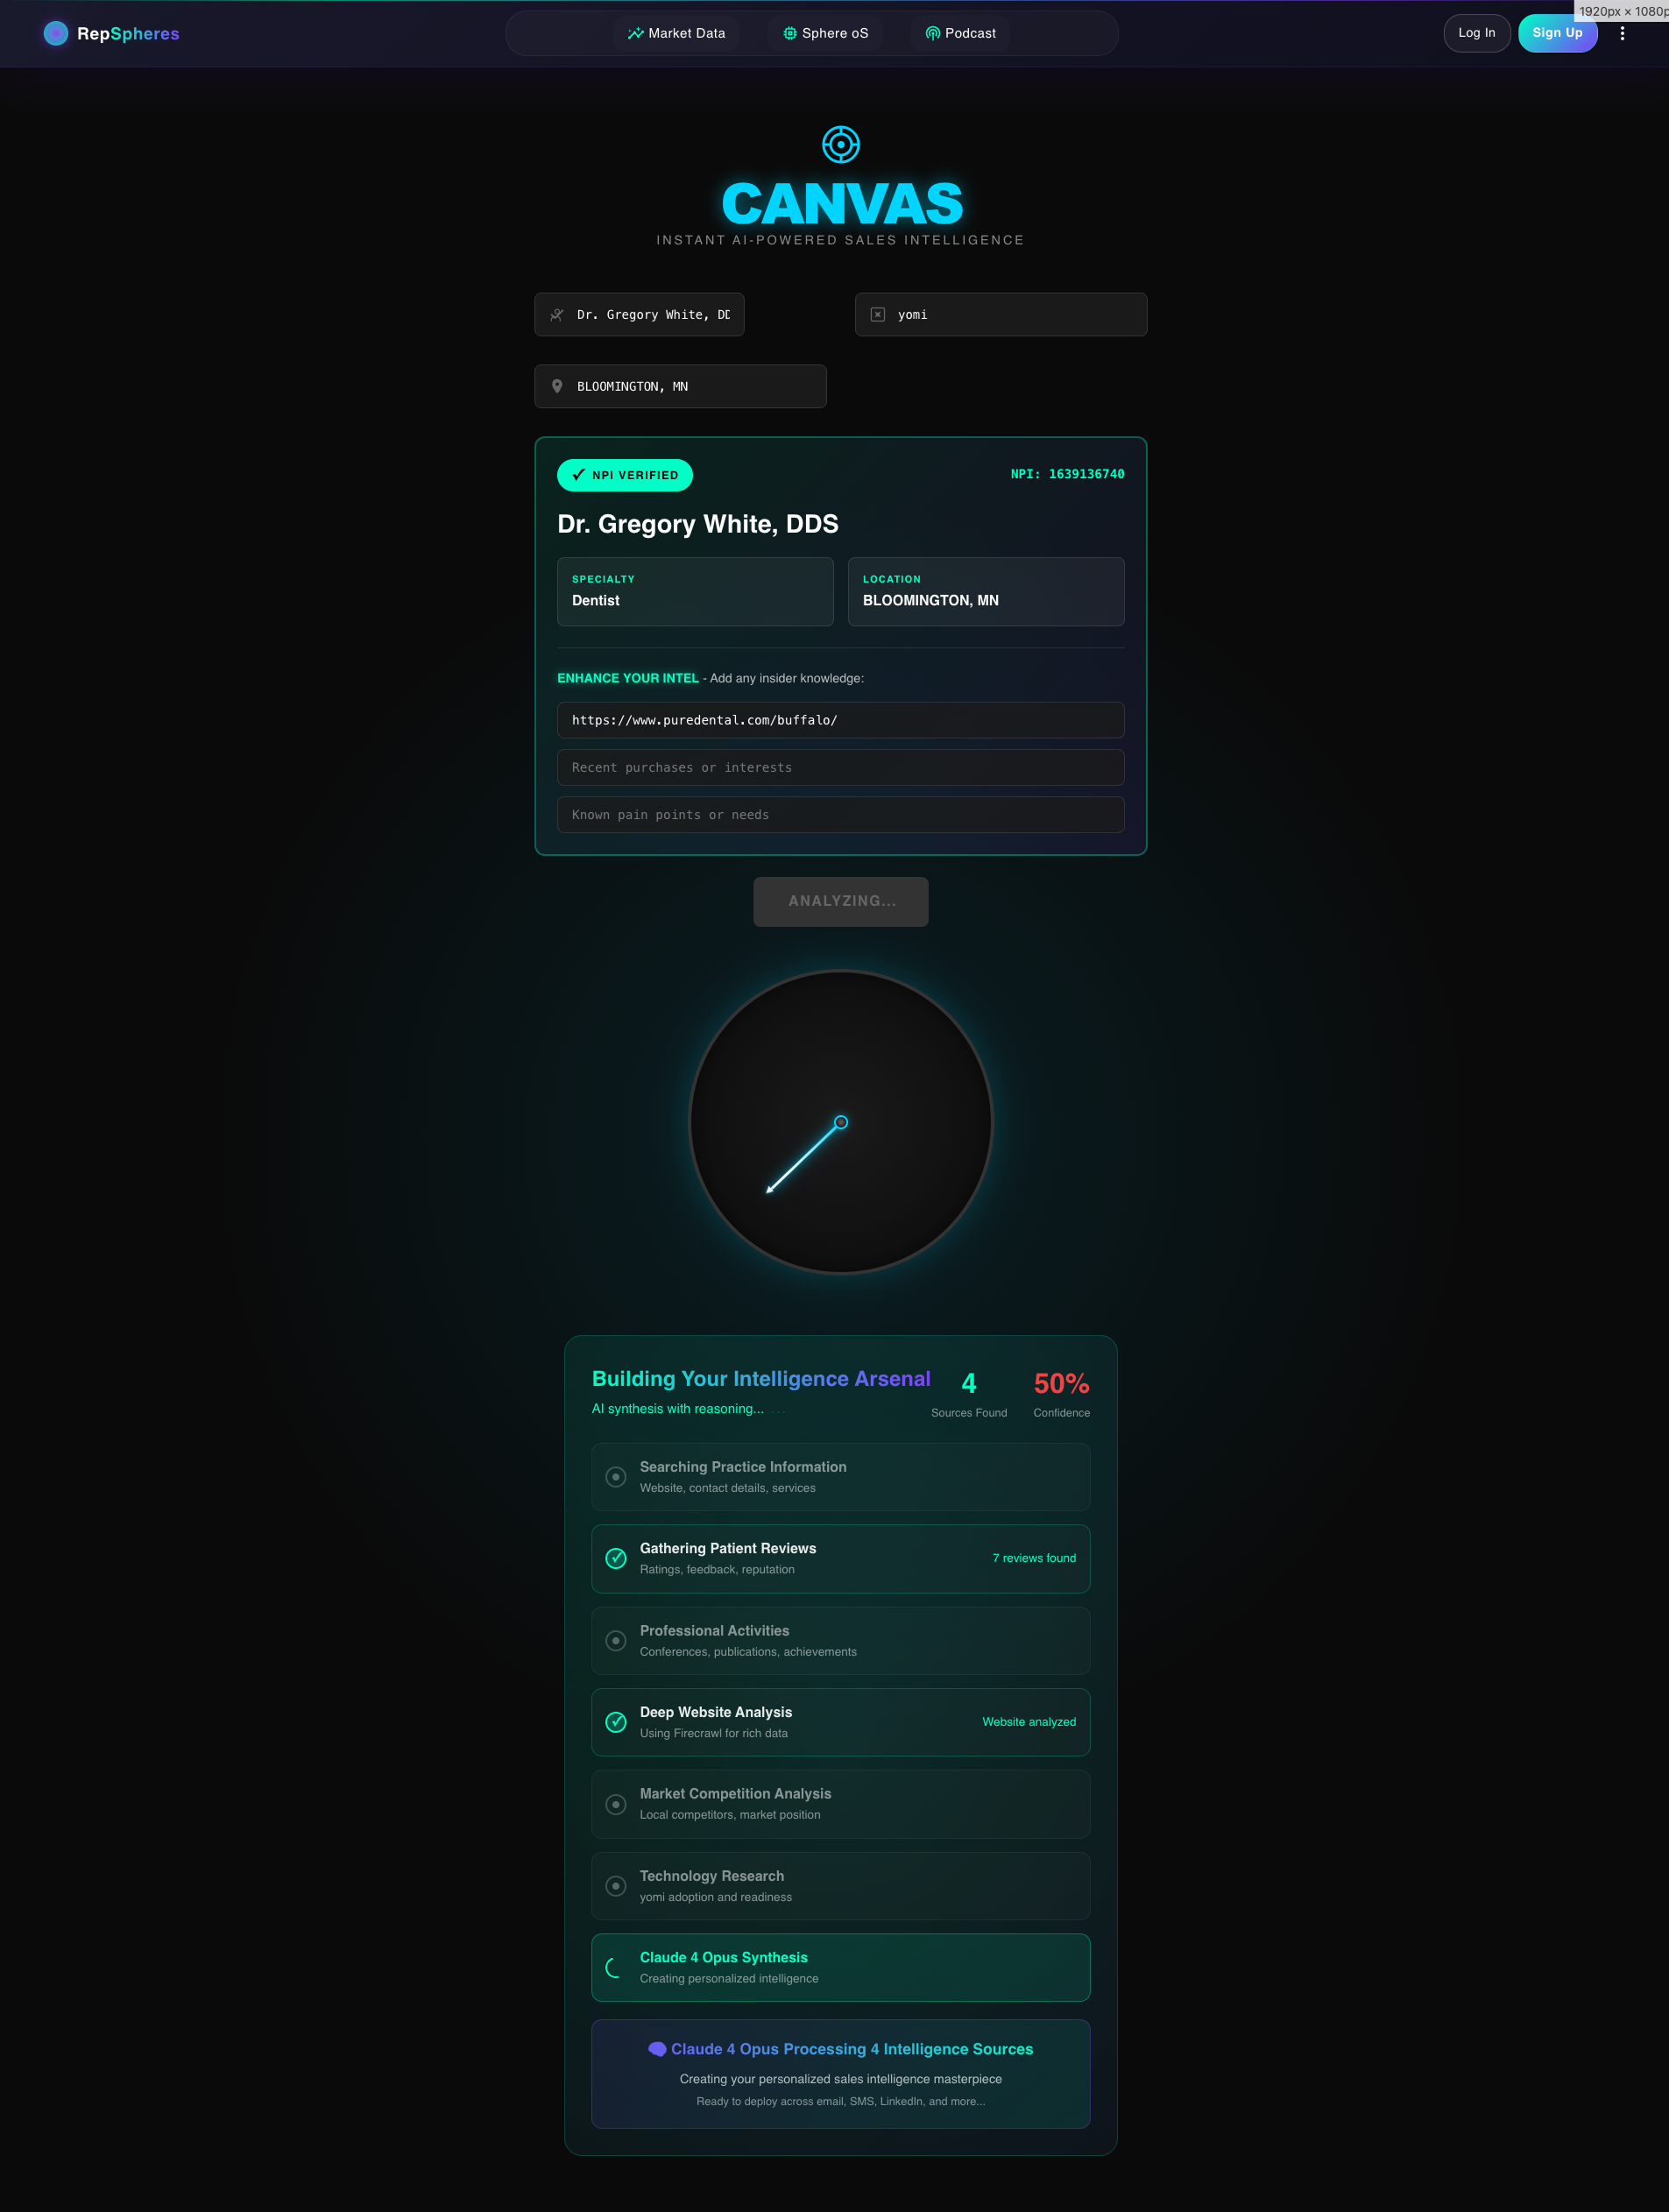 RepSpheres
Market Data
Sphere oS
Podcast
Log In
Sign Up
1920px × 1080p
CANVAS
INSTANT AI-POWERED SALES INTELLIGENCE
Dr. Gregory White, DD
yomi
BLOOMINGTON, MN
NPI VERIFIED
NPI: 1639136740
Dr. Gregory White, DDS
SPECIALTY
Dentist
LOCATION
BLOOMINGTON, MN
ENHANCE YOUR INTEL - Add any insider knowledge:
https://www.puredental.com/buffalo/
Recent purchases or interests
Known pain points or needs
ANALYZING...
Building Your Intelligence Arsenal
AI synthesis with reasoning... ...
4
Sources Found
50%
Confidence
Searching Practice Information
Website, contact details, services
Gathering Patient Reviews
Ratings, feedback, reputation
7 reviews found
Professional Activities
Conferences, publications, achievements
Deep Website Analysis
Using Firecrawl for rich data
Website analyzed
Market Competition Analysis
Local competitors, market position
Technology Research
yomi adoption and readiness
Claude 4 Opus Synthesis
Creating personalized intelligence
Claude 4 Opus Processing 4 Intelligence Sources
Creating your personalized sales intelligence masterpiece
Ready to deploy across email, SMS, LinkedIn, and more...